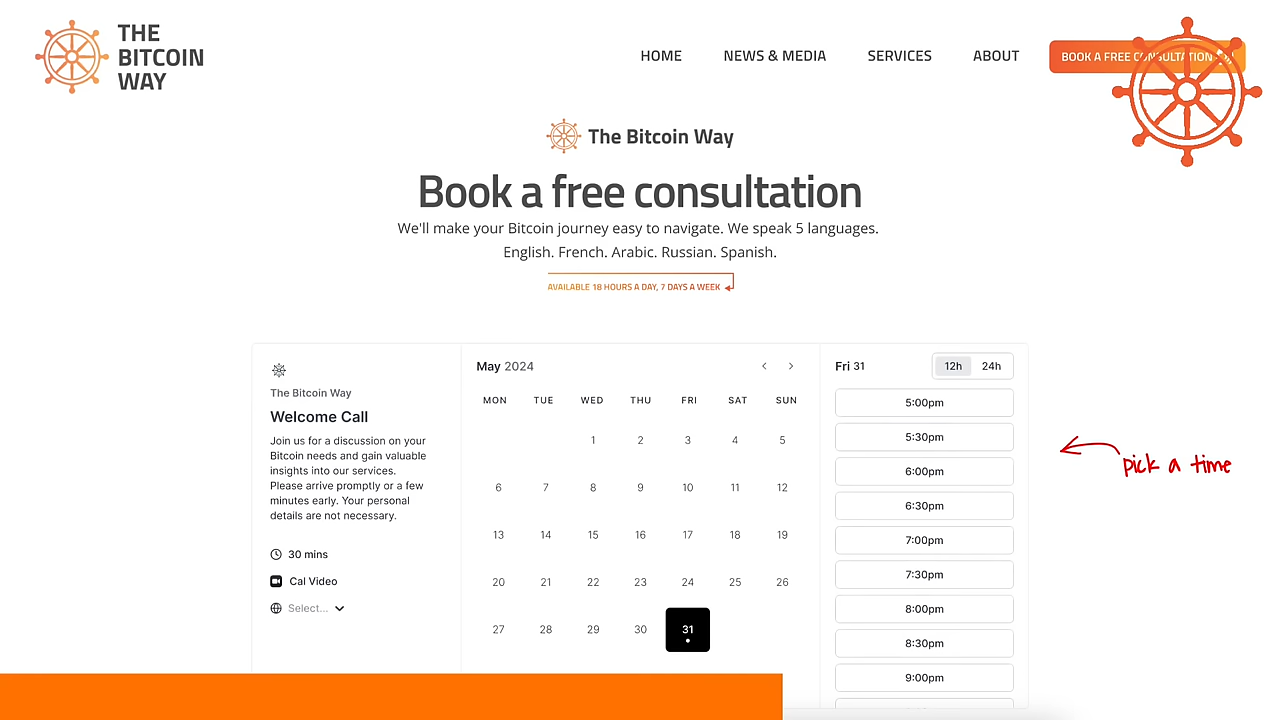 THE
BITCOIN
WAY
HOME NEWS & MEDIA SERVICES ABOUT BOOK A FREE CONSULTATION
The Bitcoin Way
Book a free consultation
We'll make your Bitcoin journey easy to navigate. We speak 5 languages.
English. French. Arabic. Russian. Spanish.
AVAILABLE 18 HOURS A DAY, 7 DAYS A WEEK
The Bitcoin Way
Welcome Call
Join us for a discussion on your
Bitcoin needs and gain valuable
insights into our services.
Please arrive promptly or a few
minutes early. Your personal
details are not necessary.
30 mins
Cal Video
Select...
May 2024
MON TUE WED THU FRI SAT SUN
1 2 3 4 5
6 7 8 9 10 11 12
13 14 15 16 17 18 19
20 21 22 23 24 25 26
27 28 29 30 31
Fri 31 12h 24h
5:00pm
5:30pm
6:00pm
6:30pm
7:00pm
7:30pm
8:00pm
8:30pm
9:00pm
pick a time